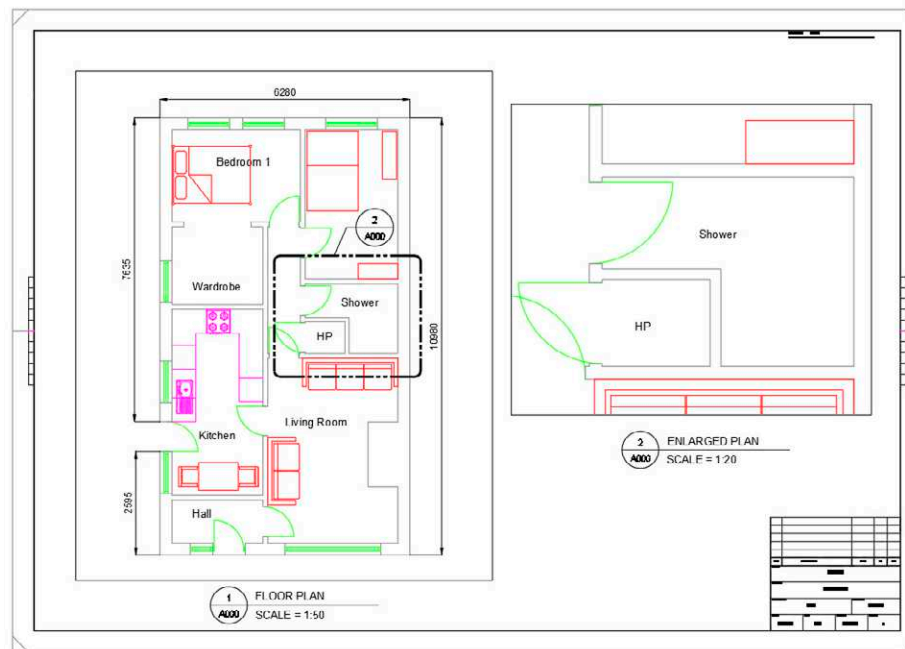 6280
Bedroom 1
2
A000
7635
Wardrobe
Shower
HP
10980
Living Room
Kitchen
2595
Hall
1
A000
FLOOR PLAN
SCALE = 1:50
Shower
HP
2
A000
ENLARGED PLAN
SCALE = 1:20